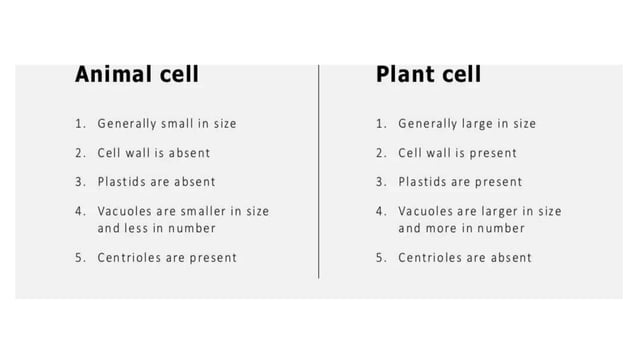 Animal cell
1. Generally small in size
2. Cell wall is absent
3. Plastids are absent
4. Vacuoles are smaller in size
and less in number
5. Centrioles are present
Plant cell
1. Generally large in size
2. Cell wall is present
3. Plastids are present
4. Vacuoles are larger in size
and more in number
5. Centrioles are absent